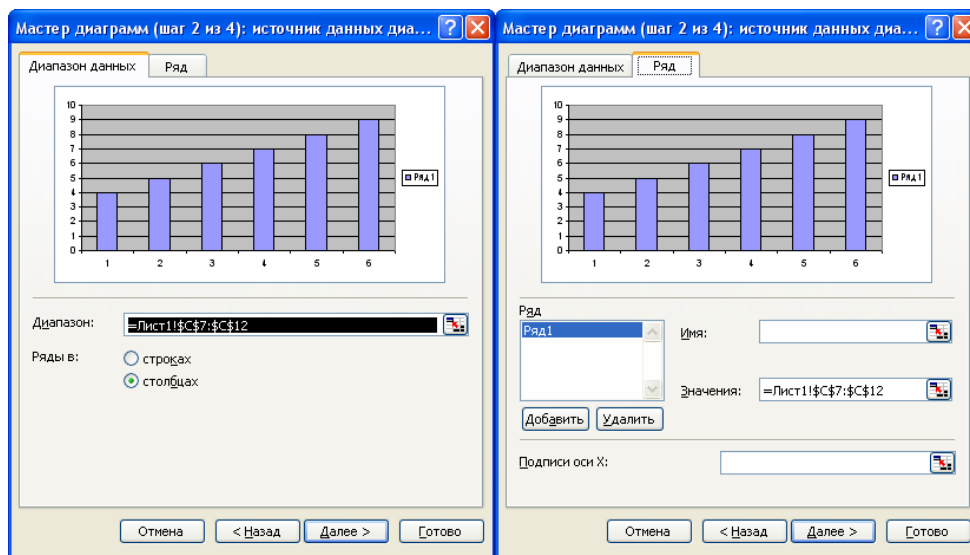 Мастер диаграмм (шаг 2 из 4): источник данных диа...
Диапазон данных
Ряд
10
9
8
7
6
5
4
3
2
1
0
1 2 3 4 5 6
Ряд1
Диапазон:
=Лист1!$C$7:$C$12
Ряды в:
строках
столбцах
Отмена
< Назад
Далее >
Готово
Мастер диаграмм (шаг 2 из 4): источник данных диа...
Диапазон данных
Ряд
10
9
8
7
6
5
4
3
2
1
0
1 2 3 4 5 6
Ряд1
Ряд
Ряд1
Имя:
Значения:
=Лист1!$C$7:$C$12
Добавить
Удалить
Подписи оси X:
Отмена
< Назад
Далее >
Готово